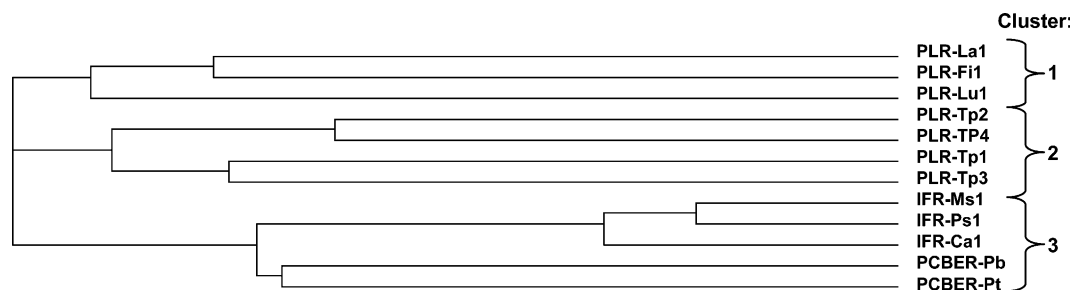 Cluster:
PLR-La1
PLR-Fi1
PLR-Lu1
PLR-Tp2
PLR-TP4
PLR-Tp1
PLR-Tp3
IFR-Ms1
IFR-Ps1
IFR-Ca1
PCBER-Pb
PCBER-Pt
1
2
3